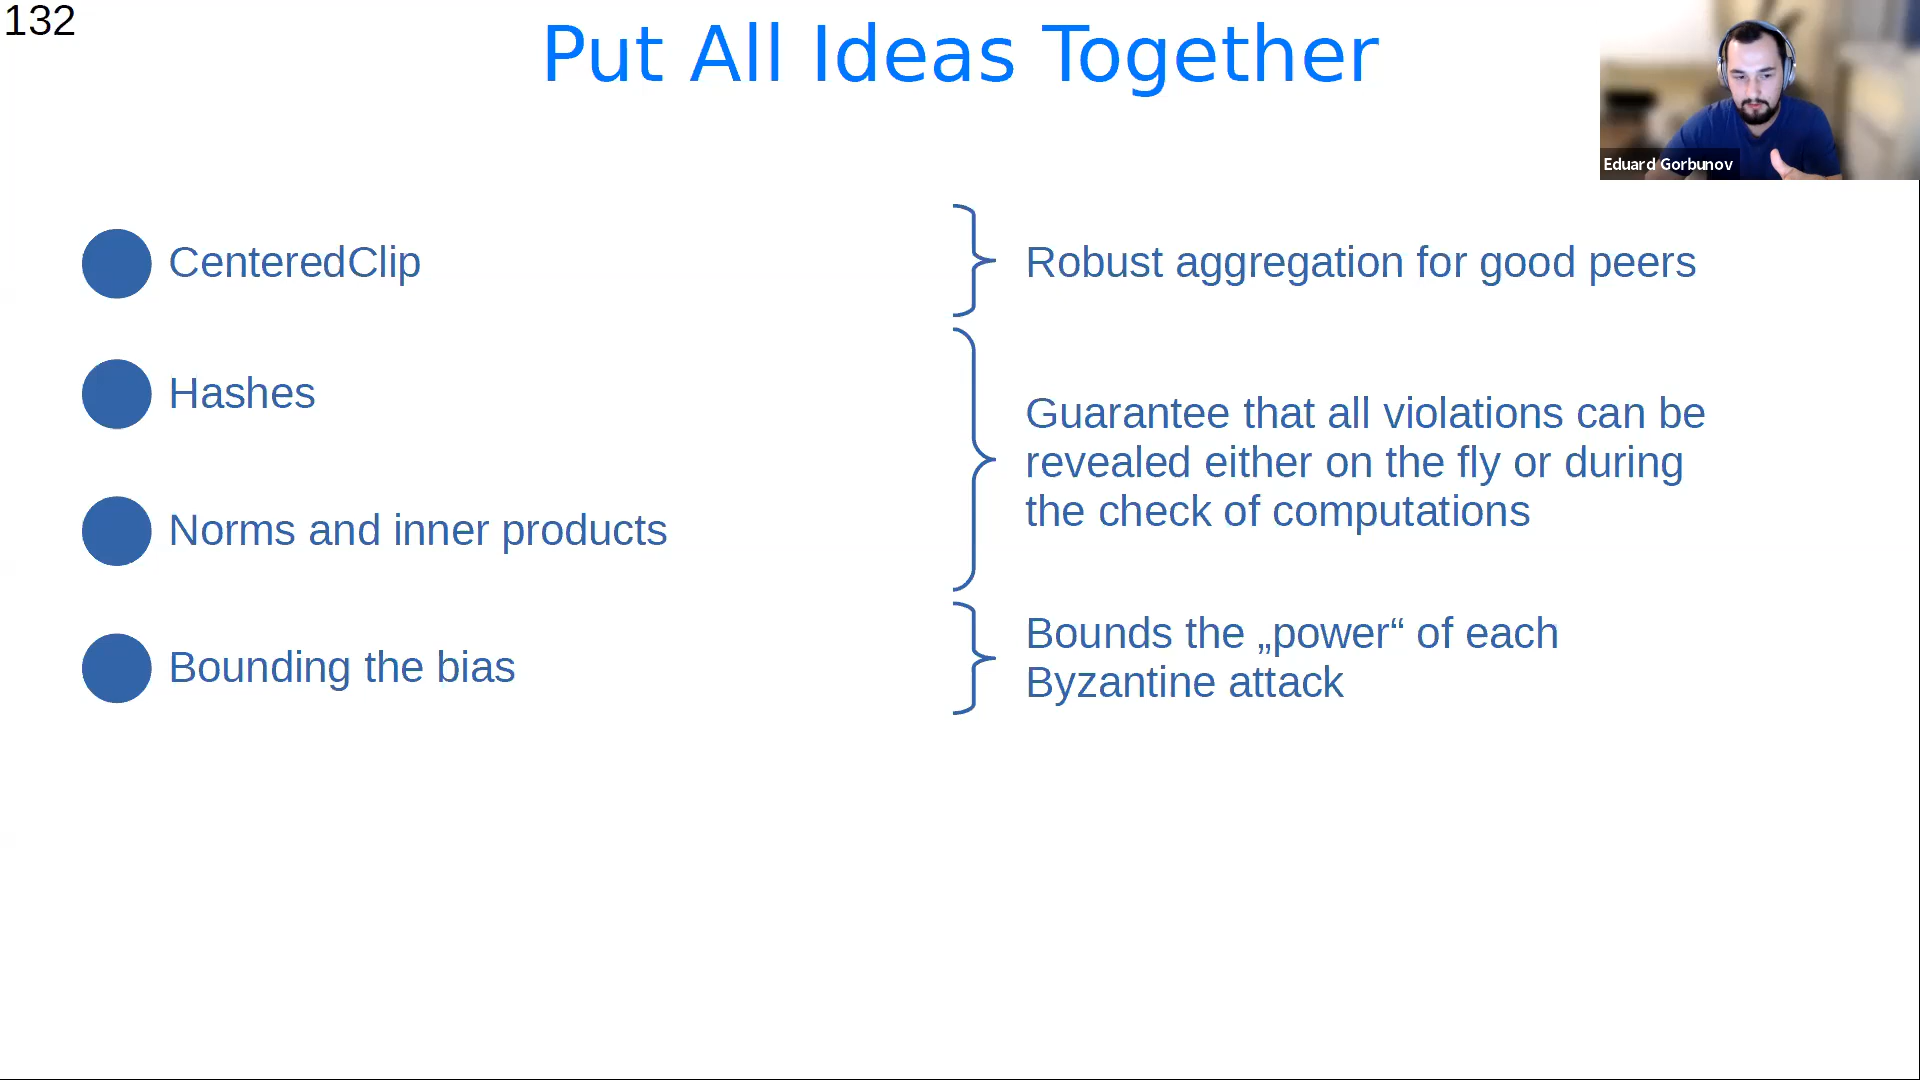 132
Put All Ideas Together
Eduard Gorbunov
CenteredClip
Robust aggregation for good peers
Hashes
Norms and inner products
Guarantee that all violations can be
revealed either on the fly or during
the check of computations
Bounding the bias
Bounds the „power“ of each
Byzantine attack